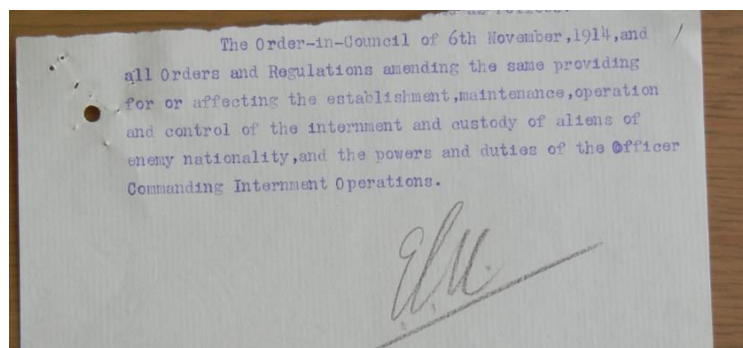 The Order-in-Council of 6th November,1914,and
all Orders and Regulations amending the same providing
for or affecting the establishment,maintenance,operation
and control of the internment and custody of aliens of
enemy nationality,and the powers and duties of the Officer
Commanding Internment Operations.